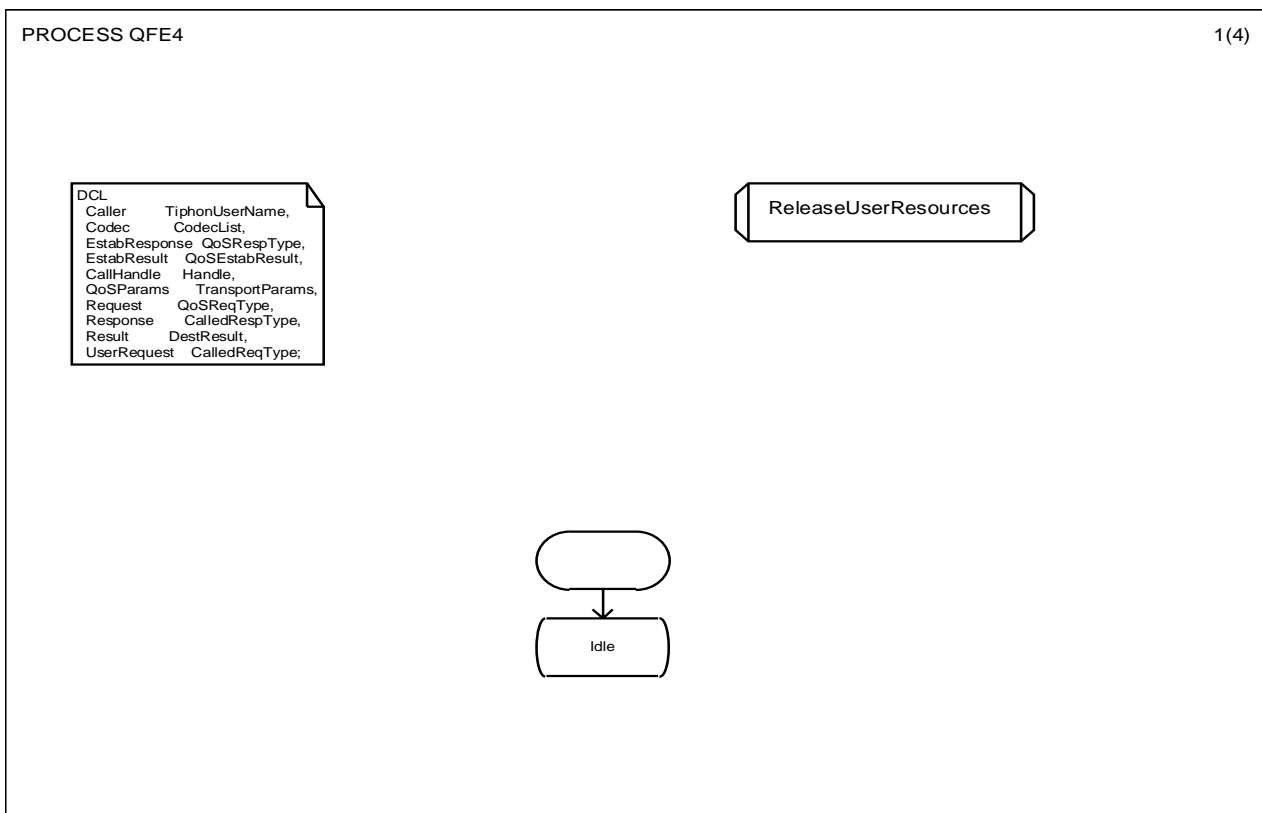 PROCESS QFE4
1(4)
DCL
Caller TiphonUserName,
Codec CodecList,
EstabResponse QoSRespType,
EstabResult QoSEstabResult,
CallHandle Handle,
QoSParams TransportParams,
Request QoSReqType,
Response CalledRespType,
Result DestResult,
UserRequest CalledReqType;
ReleaseUserResources
Idle